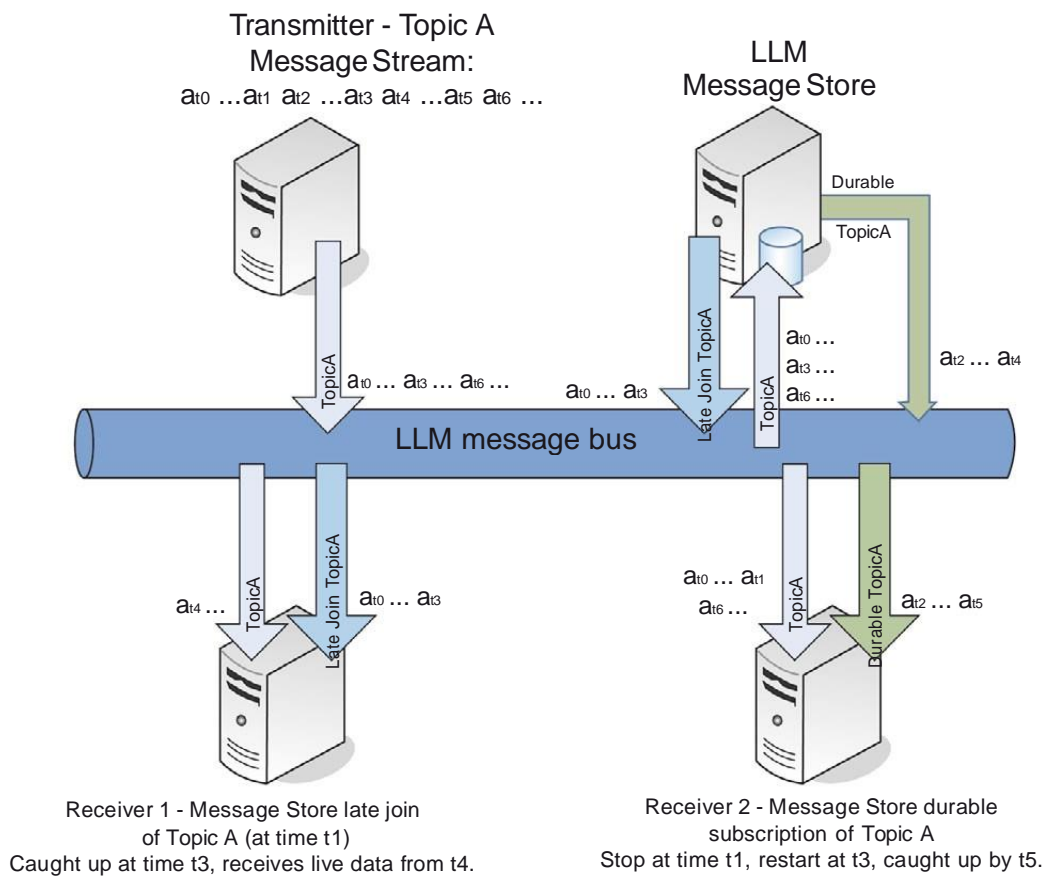 Transmitter - Topic A
Message Stream:
at0 ...at1 at2 ...at3 at4 ...at5 at6 ...
LLM
Message Store
Durable
TopicA
TopicA
at0 ... at3 ... at6 ...
at0 ... at3
Late Join TopicA
TopicA
at0 ...
at3 ...
at6 ...
at2 ... at4
LLM message bus
at4 ...
TopicA
Late Join TopicA
at0 ... at3
at0 ... at1
at6 ...
TopicA
Durable TopicA
at2 ... at5
Receiver 1 - Message Store late join
of Topic A (at time t1)
Caught up at time t3, receives live data from t4.
Receiver 2 - Message Store durable
subscription of Topic A
Stop at time t1, restart at t3, caught up by t5.